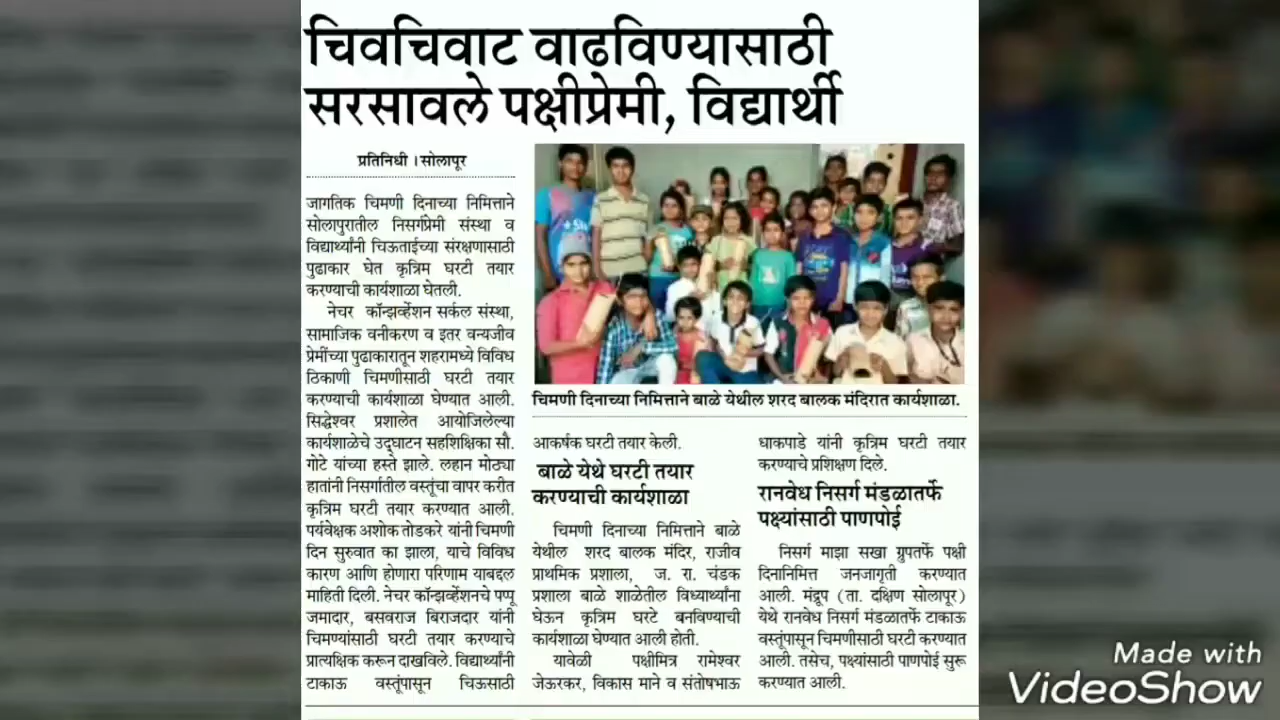 चिवचिवाट वाढविण्यासाठी
सरसावले पक्षीप्रेमी, विद्यार्थी
प्रतिनिधी । सोलापूर
जागतिक चिमणी दिनाच्या निमित्ताने
सोलापुरातील निसर्गप्रेमी संस्था व
विद्यार्थ्यांनी चिऊताईच्या संरक्षणासाठी
पुढाकार घेत कृत्रिम घरटी तयार
करण्याची कार्यशाळा घेतली.
नेचर कॉन्झर्व्हेशन सर्कल संस्था,
सामाजिक वनीकरण व इतर वन्यजीव
प्रेमींच्या पुढाकारातून शहरामध्ये विविध
ठिकाणी चिमणीसाठी घरटी तयार
करण्याची कार्यशाळा घेण्यात आली.
सिद्धेश्वर प्रशालेत आयोजिलेल्या
कार्यशाळेचे उद्घाटन सहशिक्षिका सौ.
गोटे यांच्या हस्ते झाले. लहान मोठ्या
हातांनी निसर्गातील वस्तूंचा वापर करीत
कृत्रिम घरटी तयार करण्यात आली.
पर्यवेक्षक अशोक तोडकरे यांनी चिमणी
दिन सुरुवात का झाला, याचे विविध
कारण आणि होणारा परिणाम याबद्दल
माहिती दिली. नेचर कॉन्झर्व्हेशनचे पप्पू
जमादार, बसवराज बिराजदार यांनी
चिमण्यांसाठी घरटी तयार करण्याचे
प्रात्यक्षिक करून दाखविले. विद्यार्थ्यांनी
टाकाऊ वस्तूंपासून चिऊसाठी
चिमणी दिनाच्या निमित्ताने बाळे येथील शरद बालक मंदिरात कार्यशाळा.
आकर्षक घरटी तयार केली.
बाळे येथे घरटी तयार
करण्याची कार्यशाळा
चिमणी दिनाच्या निमित्ताने बाळे
येथील शरद बालक मंदिर, राजीव
प्राथमिक प्रशाला, ज. रा. चंडक
प्रशाला बाळे शाळेतील विध्यार्थ्यांना
घेऊन कृत्रिम घरटे बनविण्याची
कार्यशाळा घेण्यात आली होती.
यावेळी पक्षीमित्र रामेश्वर
जेऊरकर, विकास माने व संतोषभाऊ
धाकपाडे यांनी कृत्रिम घरटी तयार
करण्याचे प्रशिक्षण दिले.
रानवेध निसर्ग मंडळातर्फे
पक्ष्यांसाठी पाणपोई
निसर्ग माझा सखा ग्रुपतर्फे पक्षी
दिनानिमित्त जनजागृती करण्यात
आली. मंद्रूप (ता. दक्षिण सोलापूर)
येथे रानवेध निसर्ग मंडळातर्फे टाकाऊ
वस्तूंपासून चिमणीसाठी घरटी करण्यात
आली. तसेच, पक्ष्यांसाठी पाणपोई सुरू
करण्यात आली.
Made with
VideoShow